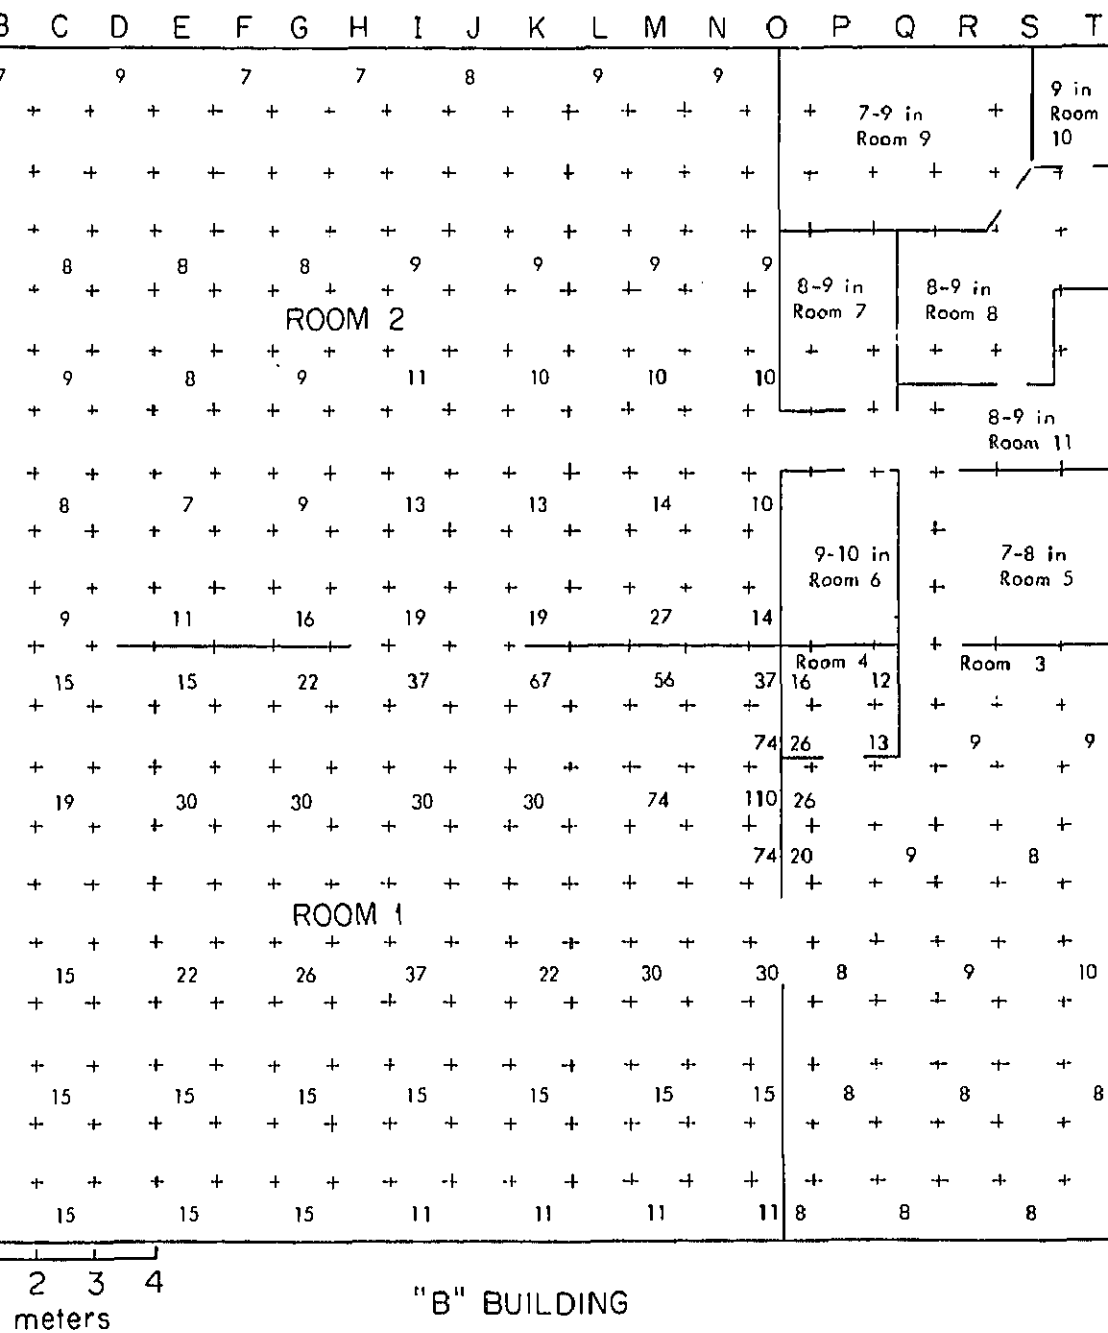 B C D E F G H I J K L M N O P Q R S T
7 9 7 7 8 9 9
7-9 in
Room 9
9 in
Room
10
8 8 8 9 9 9 9
8-9 in
Room 7
8-9 in
Room 8
ROOM 2
9 8 9 11 10 10 10
8-9 in
Room 11
8 7 9 13 13 14 10
9-10 in
Room 6
7-8 in
Room 5
9 11 16 19 19 27 14
Room 4 Room 3
15 15 22 37 67 56 37 16 12
74 26 13 9 9
19 30 30 30 30 74 110 26
74 20 9 8
ROOM 1
15 22 26 37 22 30 30 8 9 10
15 15 15 15 15 15 15 8 8 8
15 15 15 11 11 11 11 8 8 8
2 3 4
meters
"B" BUILDING